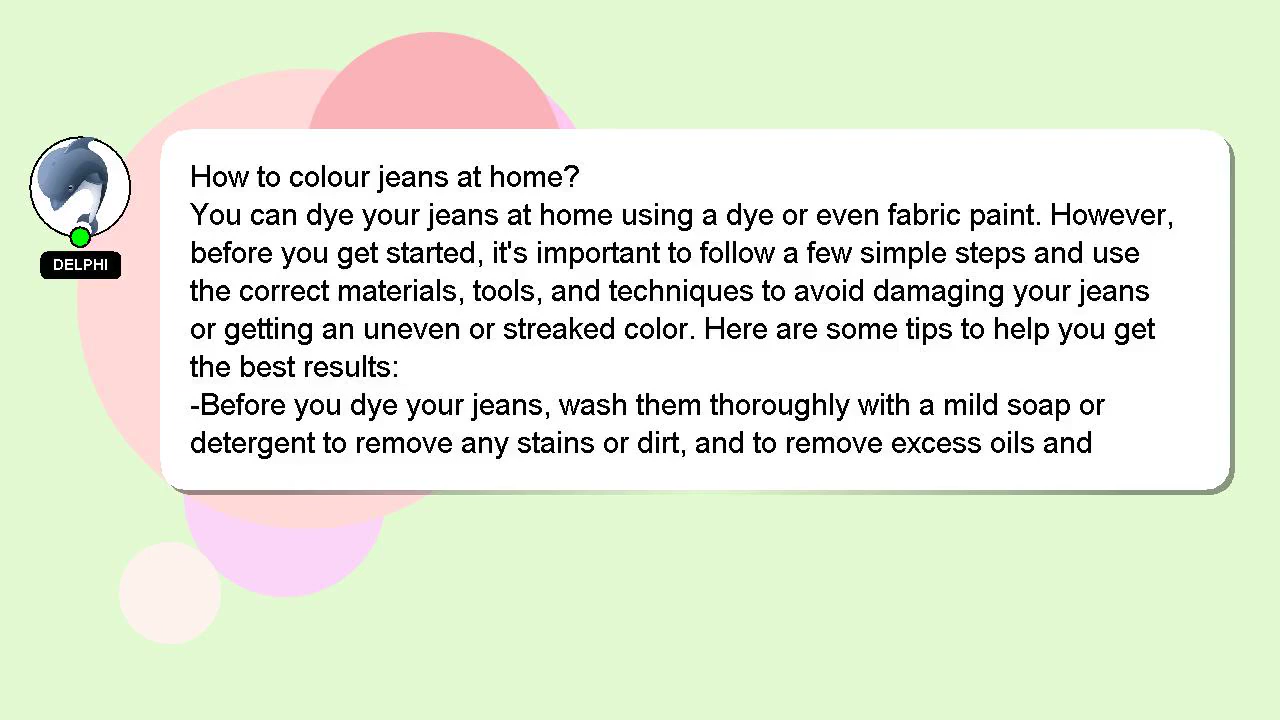 How to colour jeans at home?
You can dye your jeans at home using a dye or even fabric paint. However,
before you get started, it's important to follow a few simple steps and use
the correct materials, tools, and techniques to avoid damaging your jeans
or getting an uneven or streaked color. Here are some tips to help you get
the best results:
-Before you dye your jeans, wash them thoroughly with a mild soap or
detergent to remove any stains or dirt, and to remove excess oils and
DELPHI